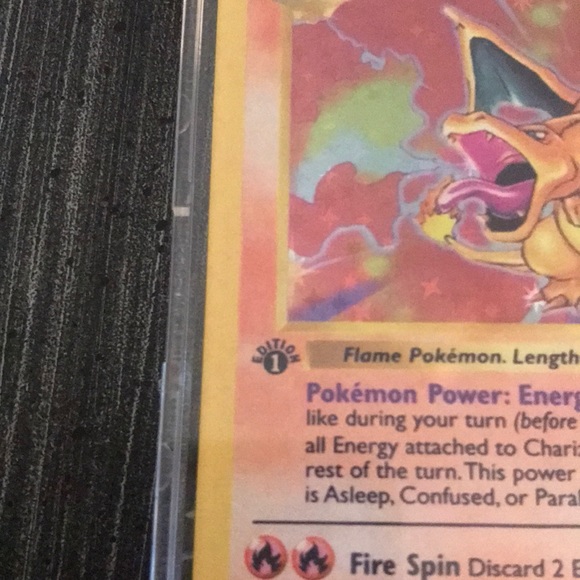 EDITION
1
Flame Pokémon. Length
Pokémon Power: Energ
like during your turn (before
all Energy attached to Chariz
rest of the turn. This power
is Asleep, Confused, or Paral
Fire Spin Discard 2 E